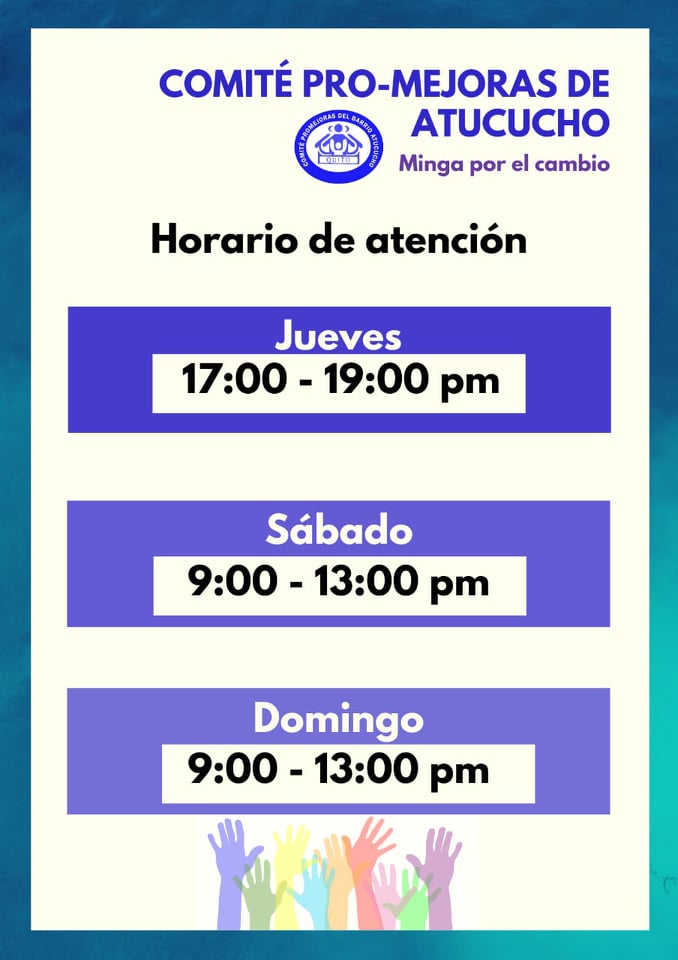 COMITÉ PRO-MEJORAS DE
ATUCUCHO
COMITÉ PROMEJORAS DEL BARRIO ATUCUCHO
QUITO
Minga por el cambio
Horario de atención
Jueves
17:00 - 19:00 pm
Sábado
9:00 - 13:00 pm
Domingo
9:00 - 13:00 pm